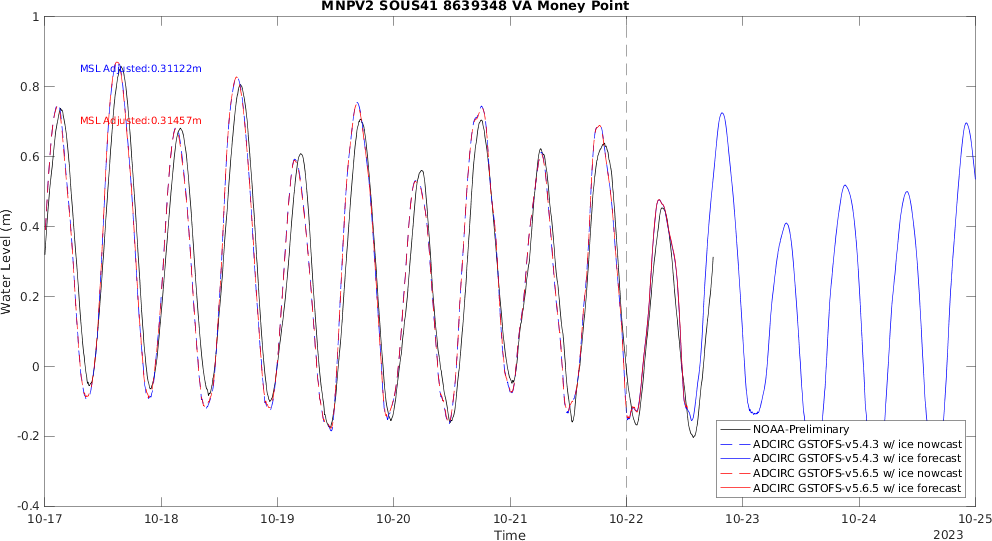 MNPV2 SOUS41 8639348 VA Money Point
1
MSL Adjusted:0.31122m
0.8
MSL Adjusted:0.31457m
0.6
Water Level (m)
0.4
0.2
0
-0.2
-0.4
NOAA-Preliminary
ADCIRC GSTOFS-v5.4.3 w/ ice nowcast
ADCIRC GSTOFS-v5.4.3 w/ ice forecast
ADCIRC GSTOFS-v5.6.5 w/ ice nowcast
ADCIRC GSTOFS-v5.6.5 w/ ice forecast
10-17 10-18 10-19 10-20 10-21 10-22 10-23 10-24 10-25
Time
2023